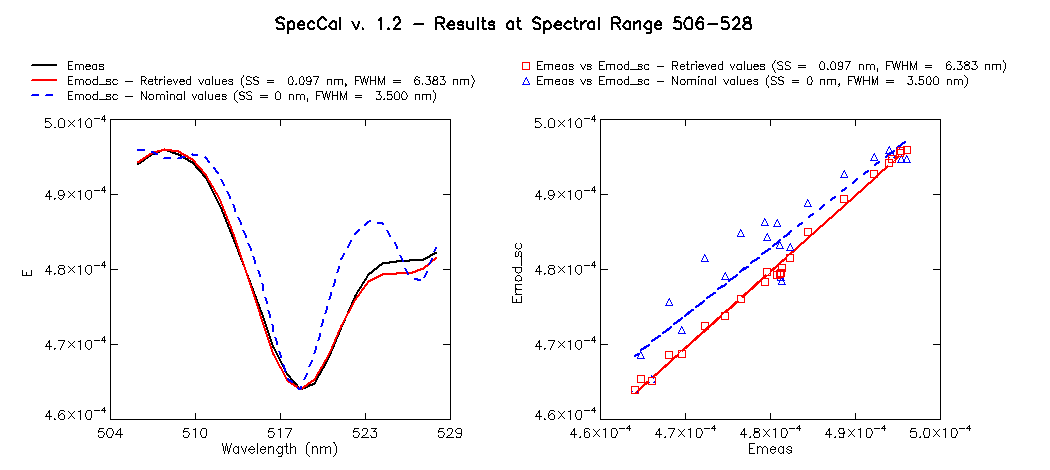 SpecCal v. 1.2 – Results at Spectral Range 506–528
Emeas
Emod_sc – Retrieved values (SS = 0.097 nm, FWHM = 6.383 nm)
Emod_sc – Nominal values (SS = 0 nm, FWHM = 3.500 nm)
Emeas vs Emod_sc – Retrieved values (SS = 0.097 nm, FWHM = 6.383 nm)
Emeas vs Emod_sc – Nominal values (SS = 0 nm, FWHM = 3.500 nm)
5.0×10⁻⁴
4.9×10⁻⁴
4.8×10⁻⁴
4.7×10⁻⁴
4.6×10⁻⁴
E
504 510 517 523 529
Wavelength (nm)
5.0×10⁻⁴
4.9×10⁻⁴
4.8×10⁻⁴
4.7×10⁻⁴
4.6×10⁻⁴
Emod_sc
4.6×10⁻⁴ 4.7×10⁻⁴ 4.8×10⁻⁴ 4.9×10⁻⁴ 5.0×10⁻⁴
Emeas